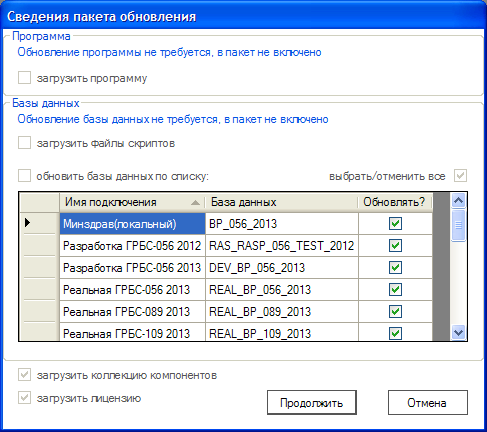 Сведения пакета обновления
Программа
Обновление программы не требуется, в пакет не включено
загрузить программу
Базы данных
Обновление базы данных не требуется, в пакет не включено
загрузить файлы скриптов
обновить базы данных по списку: выбрать/отменить все
Имя подключения База данных Обновлять?
Минздрав(локальный) BP_056_2013
Разработка ГРБС-056 2012 RAS_RASP_056_TEST_2012
Разработка ГРБС-056 2013 DEV_BP_056_2013
Реальная ГРБС-056 2013 REAL_BP_056_2013
Реальная ГРБС-089 2013 REAL_BP_089_2013
Реальная ГРБС-109 2013 REAL_BP_109_2013
загрузить коллекцию компонентов
загрузить лицензию
Продолжить Отмена